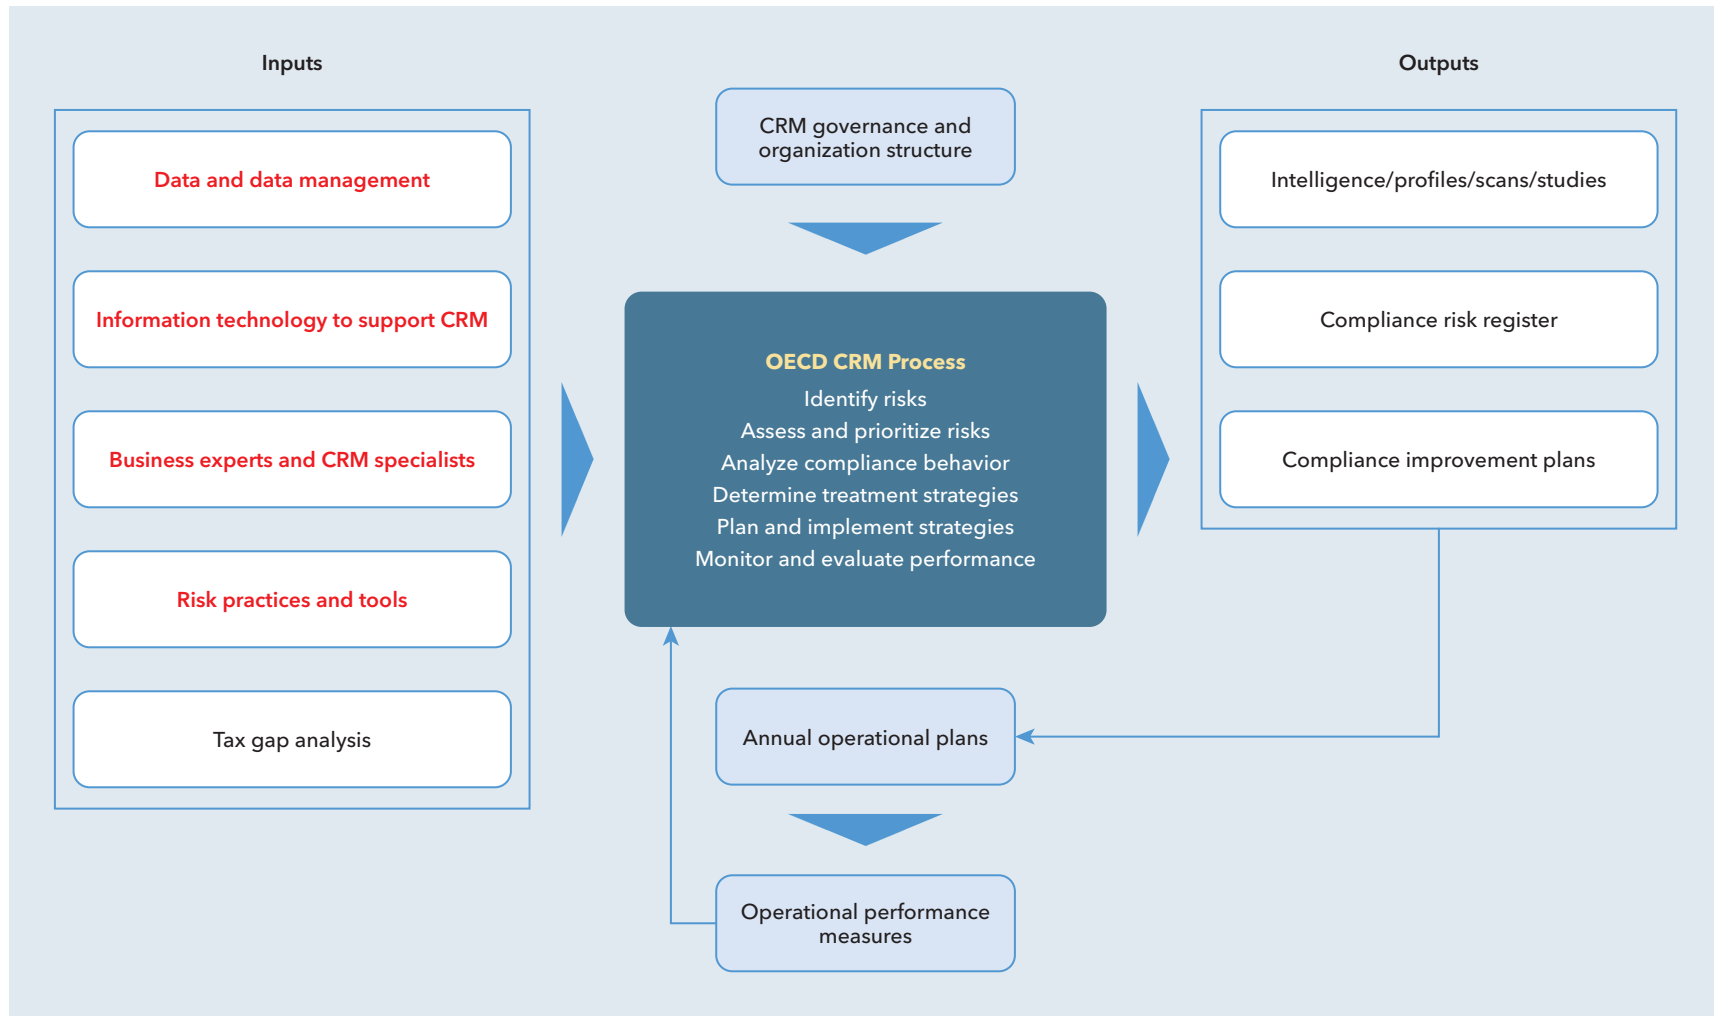 Inputs
Data and data management
Information technology to support CRM
Business experts and CRM specialists
Risk practices and tools
Tax gap analysis
CRM governance and
organization structure
OECD CRM Process
Identify risks
Assess and prioritize risks
Analyze compliance behavior
Determine treatment strategies
Plan and implement strategies
Monitor and evaluate performance
Annual operational plans
Operational performance
measures
Outputs
Intelligence/profiles/scans/studies
Compliance risk register
Compliance improvement plans